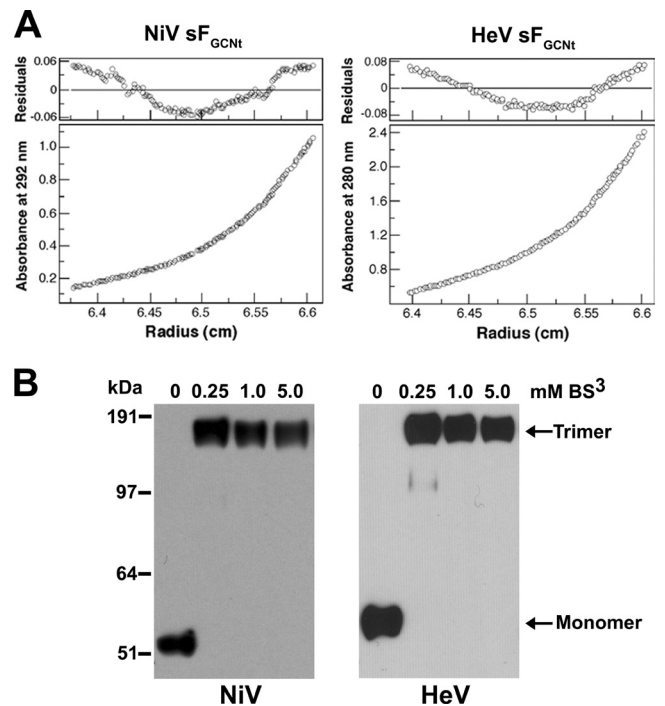 A
NiV sF GCNt
HeV sF GCNt
Residuals
0.06
0
-0.06
Absorbance at 292 nm
1.0
0.8
0.6
0.4
0.2
6.4 6.45 6.5 6.55 6.6
Radius (cm)
Residuals
0.08
0
-0.08
Absorbance at 280 nm
2.4
1.6
1.2
0.8
6.4 6.45 6.5 6.55 6.6
Radius (cm)
B
kDa 0 0.25 1.0 5.0 0 0.25 1.0 5.0 mM BS3
191
97
64
51
Trimer
Monomer
NiV
HeV